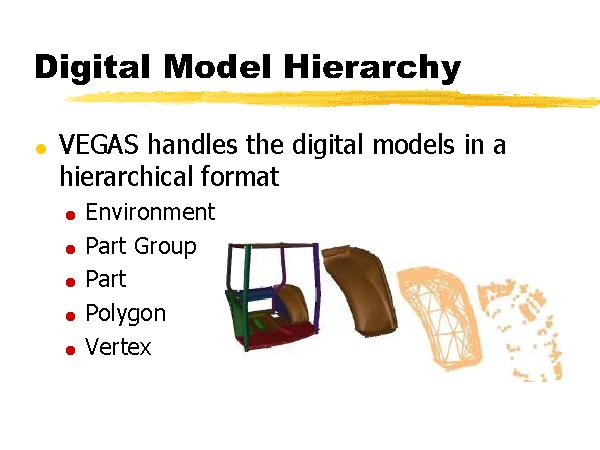 Digital Model Hierarchy
VEGAS handles the digital models in a
hierarchical format
Environment
Part Group
Part
Polygon
Vertex